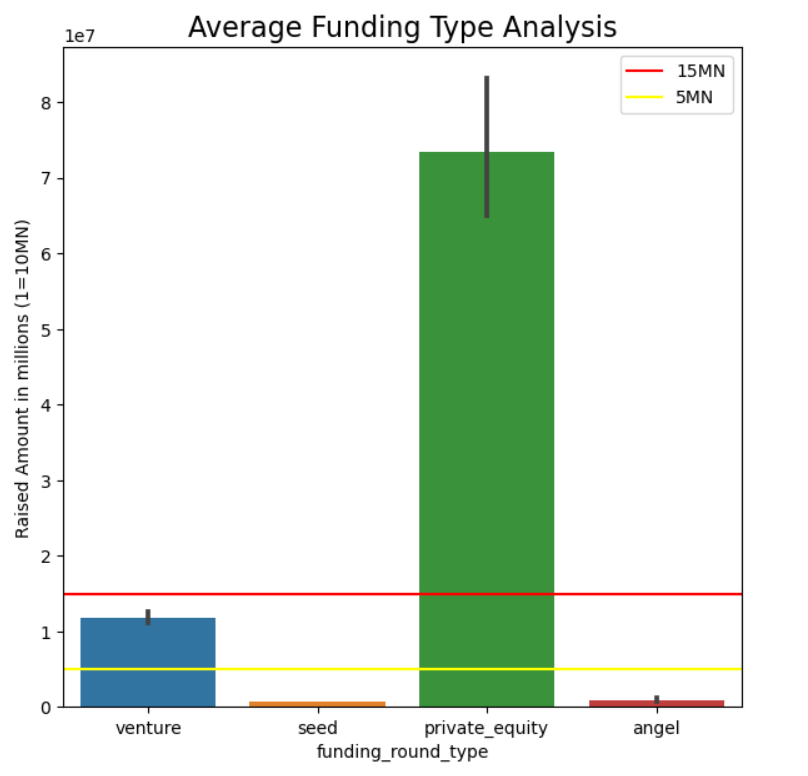 Average Funding Type Analysis
1e7
15MN
5MN
8
7
6
5
4
3
2
1
0
Raised Amount in millions (1=10MN)
venture seed private_equity angel
funding_round_type